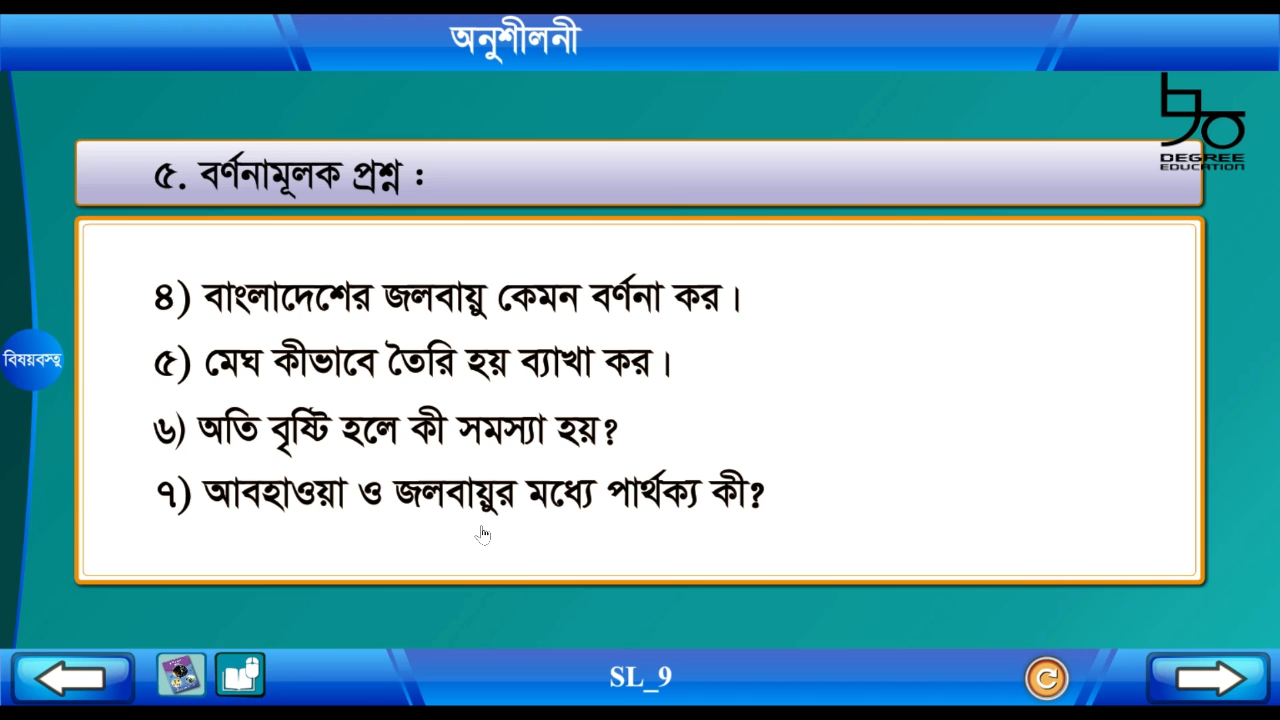 অনুশীলনী
DEGREE
EDUCATION
৫. বর্ণনামূলক প্রশ্ন :
৪) বাংলাদেশের জলবায়ু কেমন বর্ণনা কর।
৫) মেঘ কীভাবে তৈরি হয় ব্যাখা কর।
বিষয়বস্তু
৬) অতি বৃষ্টি হলে কী সমস্যা হয়?
৭) আবহাওয়া ও জলবায়ুর মধ্যে পার্থক্য কী?
SL_9